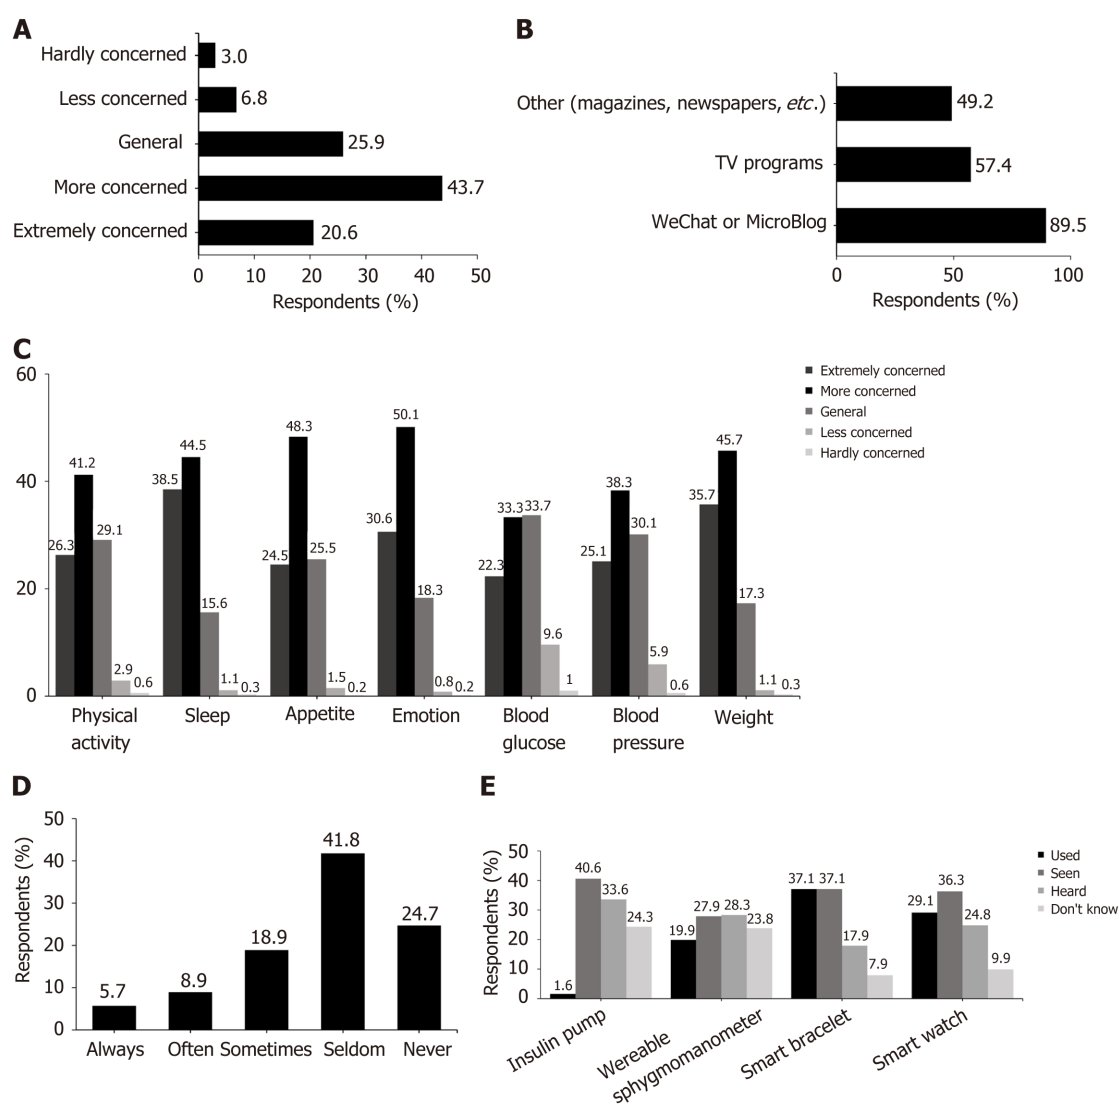 A
Hardly concerned 3.0
Less concerned 6.8
General 25.9
More concerned 43.7
Extremely concerned 20.6
0 10 20 30 40 50
Respondents (%)
B
Other (magazines, newspapers, etc.) 49.2
TV programs 57.4
WeChat or MicroBlog 89.5
0 50 100
Respondents (%)
C
60
40
20
0
Extremely concerned
More concerned
General
Less concerned
Hardly concerned
26.3 41.2 29.1 2.9 0.6
38.5 44.5 15.6 1.1 0.3
24.5 48.3 25.5 1.5 0.2
30.6 50.1 18.3 0.8 0.2
22.3 33.3 33.7 9.6 1
25.1 38.3 30.1 5.9 0.6
35.7 45.7 17.3 1.1 0.3
Physical
activity
Sleep
Appetite
Emotion
Blood
glucose
Blood
pressure
Weight
D
Respondents (%)
50
40
30
20
10
0
5.7 8.9 18.9 41.8 24.7
Always Often Sometimes Seldom Never
E
Respondents (%)
50
40
30
20
10
0
Used
Seen
Heard
Don't know
1.6 40.6 33.6 24.3
19.9 27.9 28.3 23.8
37.1 37.1 17.9 7.9
29.1 36.3 24.8 9.9
Insulin pump
Wereable
sphygmomanometer
Smart bracelet
Smart watch